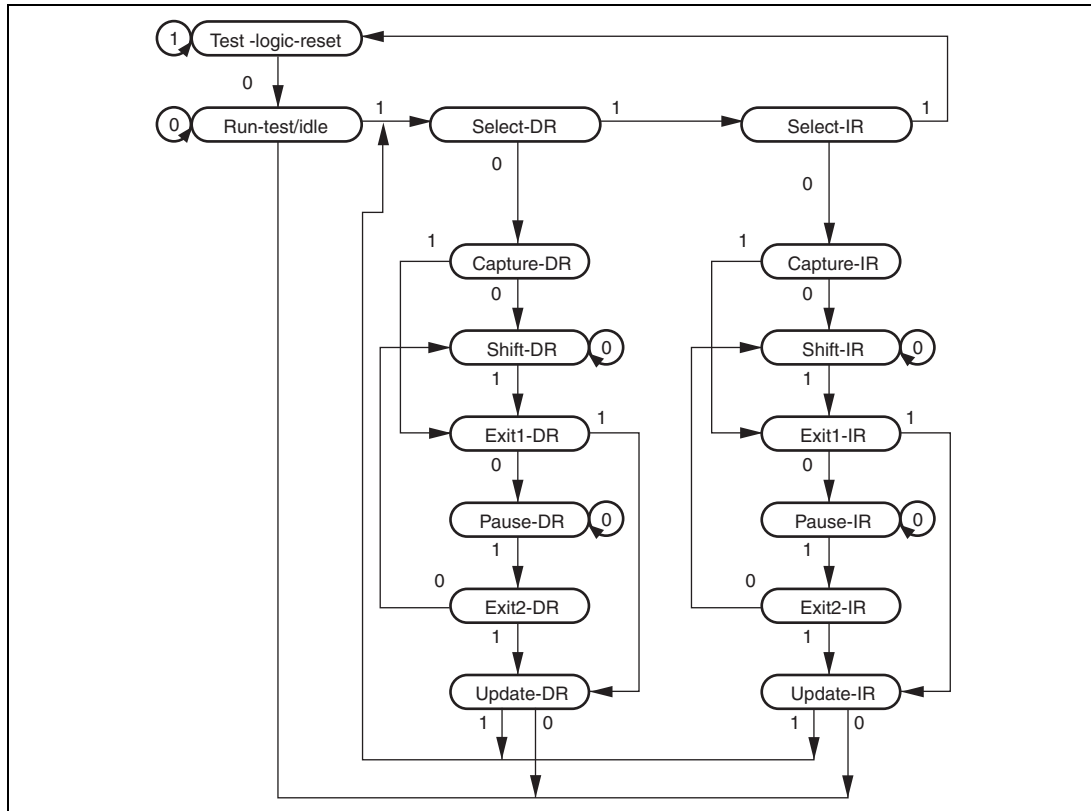 1 Test -logic-reset
0
0 Run-test/idle 1 Select-DR 1 Select-IR 1
0 0
1 1
Capture-DR Capture-IR
0 0
Shift-DR 0 Shift-IR 0
1 1
Exit1-DR 1 Exit1-IR 1
0 0
Pause-DR 0 Pause-IR 0
1 1
0 0
Exit2-DR Exit2-IR
1 1
Update-DR Update-IR
1 0 1 0